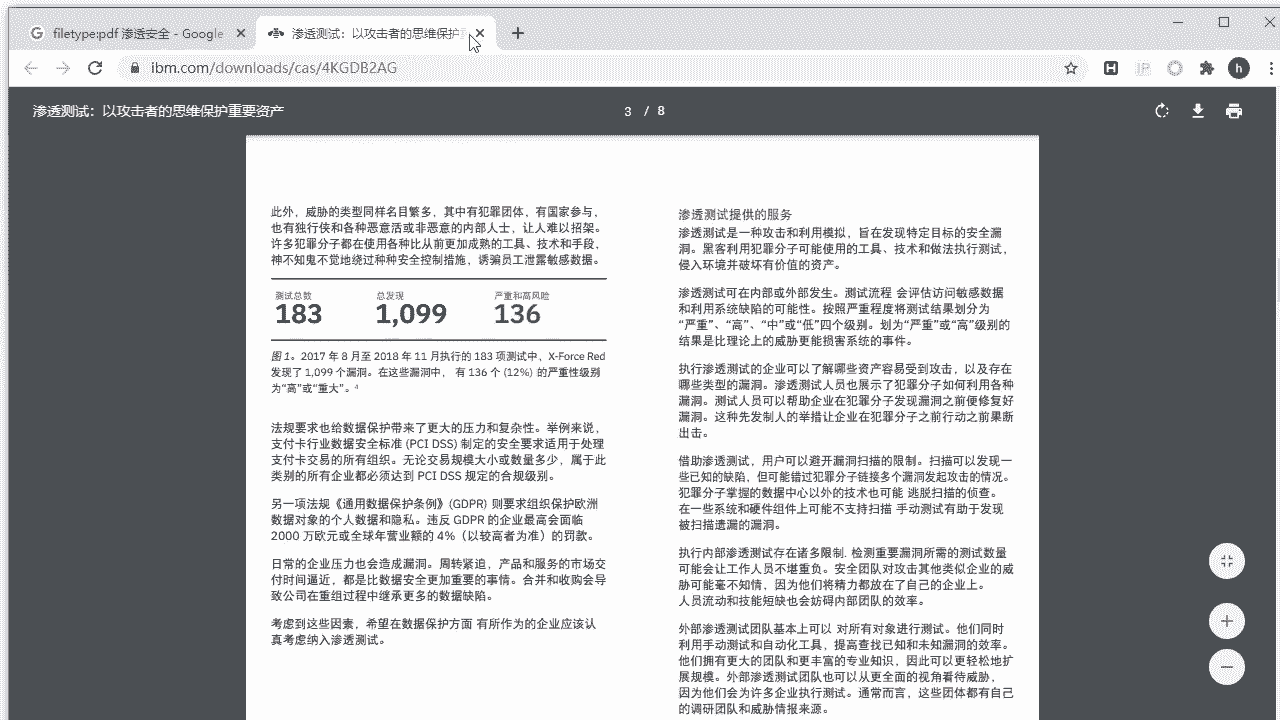 filetype:pdf 渗透安全 - Google
渗透测试：以攻击者的思维保护
ibm.com/downloads/cas/4KGDB2AG
h
渗透测试：以攻击者的思维保护重要资产
3 / 8
此外，威胁的类型同样名目繁多，其中有犯罪团体，有国家参与，
也有独行侠和各种恶意活或非恶意的内部人士，让人难以招架。
许多犯罪分子都在使用各种比从前更加成熟的工具、技术和手段，
神不知鬼不觉地绕过种种安全控制措施，诱骗员工泄露敏感数据。
测试总数 总发现 严重和高风险
183 1,099 136
图 1。2017 年 8 月至 2018 年 11 月执行的 183 项测试中，X-Force Red
发现了 1,099 个漏洞。在这些漏洞中， 有 136 个 (12%) 的严重性级别
为“高”或“重大”。⁴
法规要求也给数据保护带来了更大的压力和复杂性。举例来说，
支付卡行业数据安全标准 (PCI DSS) 制定的安全要求适用于处理
支付卡交易的所有组织。无论交易规模大小或数量多少，属于此
类别的所有企业都必须达到 PCI DSS 规定的合规级别。
另一项法规《通用数据保护条例》(GDPR) 则要求组织保护欧洲
数据对象的个人数据和隐私。违反 GDPR 的企业最高会面临
2000 万欧元或全球年营业额的 4%（以较高者为准）的罚款。
日常的企业压力也会造成漏洞。周转紧追，产品和服务的市场交
付时间逼近，都是比数据安全更加重要的事情。合并和收购会导
致公司在重组过程中继承更多的数据缺陷。
考虑到这些因素，希望在数据保护方面 有所作为的企业应该认
真考虑纳入渗透测试。
渗透测试提供的服务
渗透测试是一种攻击和利用模拟，旨在发现特定目标的安全漏
洞。黑客利用犯罪分子可能使用的工具、技术和做法执行测试，
侵入环境并破坏有价值的资产。
渗透测试可在内部或外部发生。测试流程 会评估访问敏感数据
和利用系统缺陷的可能性。按照严重程度将测试结果划分为
“严重”、“高”、“中”或“低”四个级别。划为“严重”或“高”级别的
结果是比理论上的威胁更能损害系统的事件。
执行渗透测试的企业可以了解哪些资产容易受到攻击，以及存在
哪些类型的漏洞。渗透测试人员也展示了犯罪分子如何利用各种
漏洞。测试人员可以帮助企业在犯罪分子发现漏洞之前便修复好
漏洞。这种先发制人的举措让企业在犯罪分子之前行动之前果断
出击。
借助渗透测试，用户可以避开漏洞扫描的限制。扫描可以发现一
些已知的缺陷，但可能错过犯罪分子链接多个漏洞发起攻击的情况。
犯罪分子掌握的数据中心以外的技术也可能 逃脱扫描的侦查。
在一些系统和硬件组件上可能不支持扫描 手动测试有助于发现
被扫描遗漏的漏洞。
执行内部渗透测试存在诸多限制. 检测重要漏洞所需的测试数量
可能会让工作人员不堪重负。安全团队对攻击其他类似企业的威
胁可能毫不知情，因为他们将精力都放在了自己的企业上。
人员流动和技能短缺也会妨碍内部团队的效率。
外部渗透测试团队基本上可以 对所有对象进行测试。他们同时
利用手动测试和自动化工具，提高查找已知和未知漏洞的效率。
他们拥有更大的团队和更丰富的专业知识，因此可以更轻松地扩
展规模。外部渗透测试团队也可以从更全面的视角看待威胁，
因为他们会为许多企业执行测试。通常而言，这些团体都有自己
的调研团队和威胁情报来源。